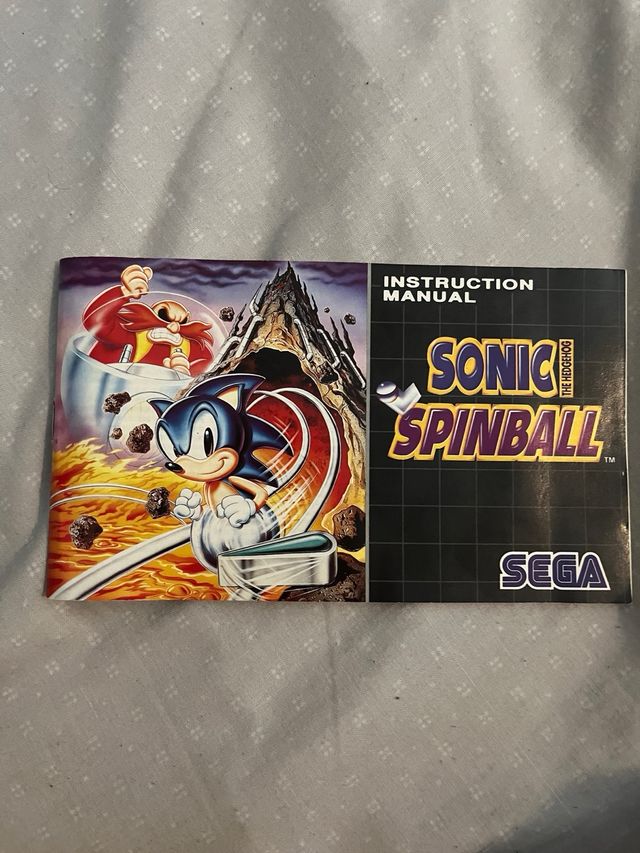 INSTRUCTION
MANUAL
SONIC
THE HEDGEHOG
SPINBALL
TM
SEGA